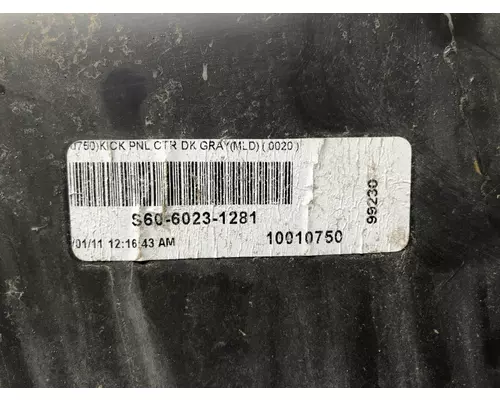 0750)KICK PNL CTR DK GRAY(MLD) ( 0020 )
S60-6023-1281
/01/11 12:16:43 AM
10010750
99230